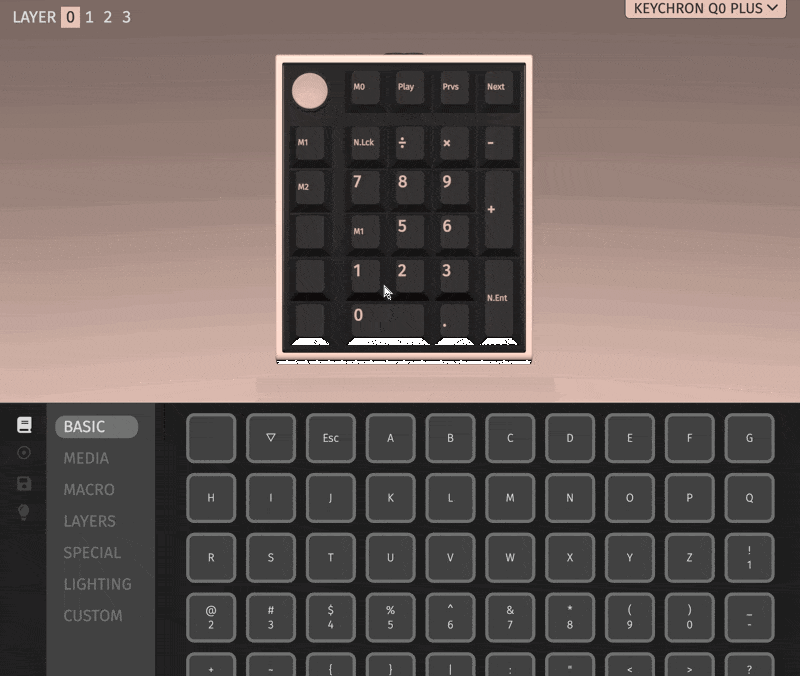 LAYER 0 1 2 3
KEYCHRON Q0 PLUS
M0 Play Prvs Next
M1 N.Lck ÷ × -
M2 7 8 9
+
M1 5 6
1 2 3
N.Ent
0 .
BASIC
MEDIA
MACRO
LAYERS
SPECIAL
LIGHTING
CUSTOM
▽ Esc A B C D E F G
H I J K L M N O P Q
R S T U V W X Y Z !
1
@ # $ % ^ & * ( ) _
2 3 4 5 6 7 8 9 0 -
+ ~ { } | : " < > ?